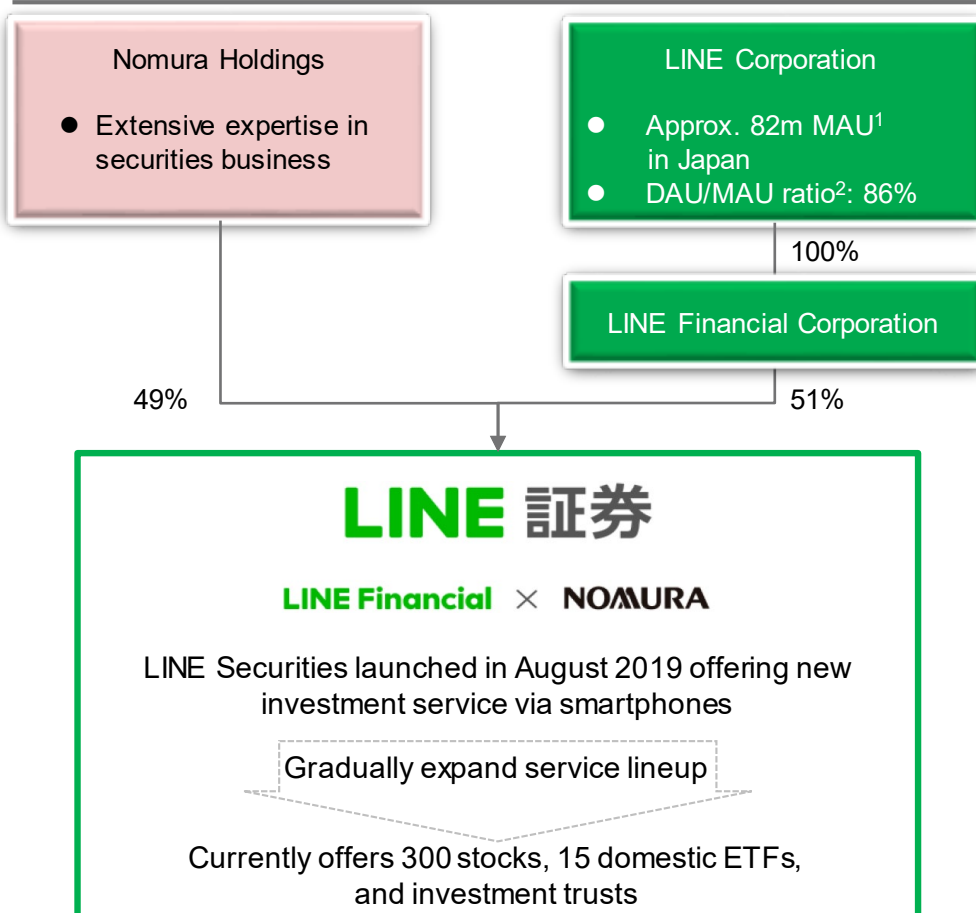 Nomura Holdings
● Extensive expertise in
securities business
LINE Corporation
● Approx. 82m MAU¹
in Japan
● DAU/MAU ratio²: 86%
100%
LINE Financial Corporation
49%
51%
LINE 証券
LINE Financial × NOMURA
LINE Securities launched in August 2019 offering new
investment service via smartphones
Gradually expand service lineup
Currently offers 300 stocks, 15 domestic ETFs,
and investment trusts